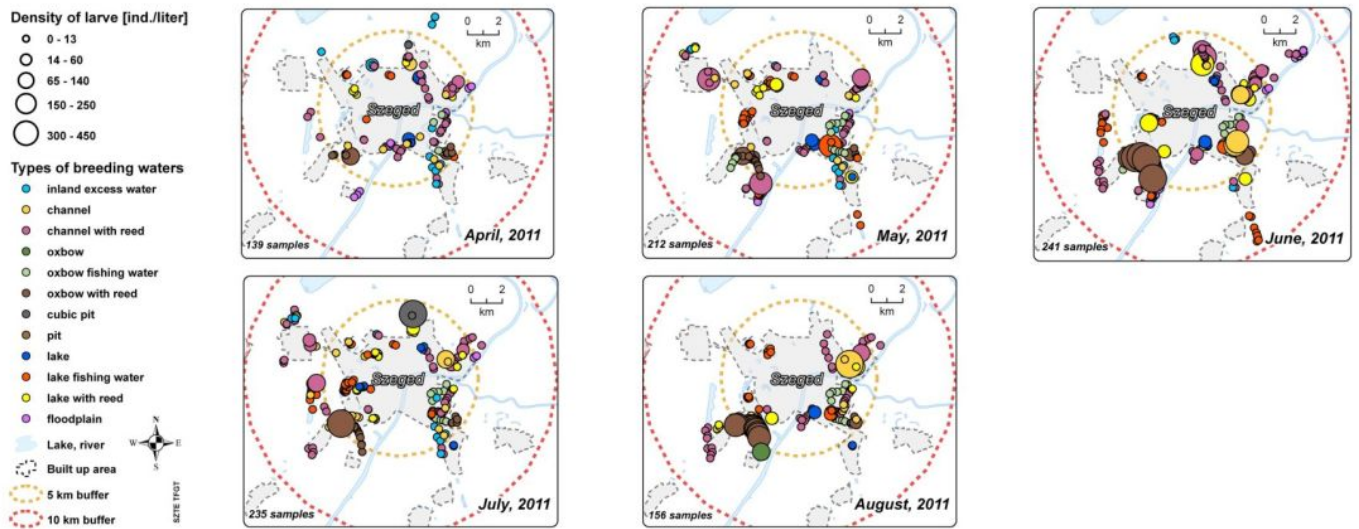 Density of larve [ind./liter]
0 - 13
14 - 60
65 - 140
150 - 250
300 - 450
Types of breeding waters
inland excess water
channel
channel with reed
oxbow
oxbow fishing water
oxbow with reed
cubic pit
pit
lake
lake fishing water
lake with reed
floodplain
Lake, river
Built up area
5 km buffer
10 km buffer
N
W E
S
SZTE TFGT
0 2
km
Szeged
139 samples
April, 2011
0 2
km
Szeged
212 samples
May, 2011
0 2
km
Szeged
241 samples
June, 2011
0 2
km
Szeged
235 samples
July, 2011
0 2
km
Szeged
156 samples
August, 2011